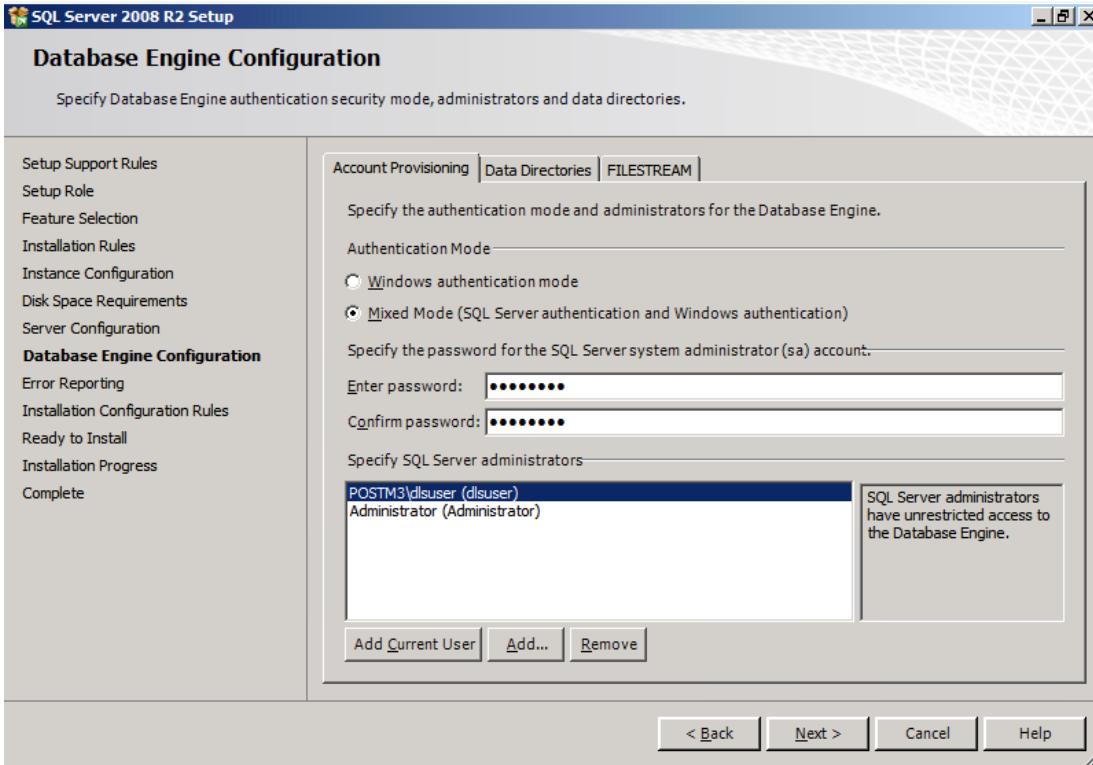 SQL Server 2008 R2 Setup
Database Engine Configuration
Specify Database Engine authentication security mode, administrators and data directories.
Setup Support Rules
Setup Role
Feature Selection
Installation Rules
Instance Configuration
Disk Space Requirements
Server Configuration
Database Engine Configuration
Error Reporting
Installation Configuration Rules
Ready to Install
Installation Progress
Complete
Account Provisioning Data Directories FILESTREAM
Specify the authentication mode and administrators for the Database Engine.
Authentication Mode
Windows authentication mode
Mixed Mode (SQL Server authentication and Windows authentication)
Specify the password for the SQL Server system administrator (sa) account.
Enter password: ●●●●●●●●
Confirm password: ●●●●●●●●
Specify SQL Server administrators
POSTM3\dlsuser (dlsuser)
Administrator (Administrator)
SQL Server administrators
have unrestricted access to
the Database Engine.
Add Current User Add... Remove
< Back Next > Cancel Help